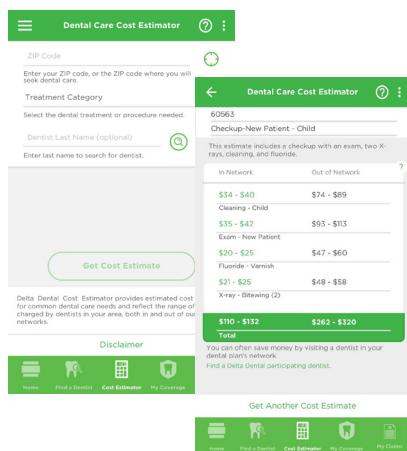 Dental Care Cost Estimator
?
ZIP Code
Enter your ZIP code, or the ZIP code where you will
seek dental care.
Treatment Category
Select the dental treatment or procedure needed.
Dentist Last Name (optional)
Enter last name to search for dentist.
Get Cost Estimate
Delta Dental Cost Estimator provides estimated cost
for common dental care needs and reflect the range of
charged by dentists in your area, both in and out of ou
networks.
Disclaimer
Home Find a Dentist Cost Estimator My Coverage
Dental Care Cost Estimator
?
60563
Checkup-New Patient - Child
This estimate includes a checkup with an exam, two X-
rays, cleaning, and fluoride.
?
In Network Out of Network
$34 - $40 $74 - $89
Cleaning - Child
$35 - $42 $93 - $113
Exam - New Patient
$20 - $25 $47 - $60
Fluoride - Varnish
$21 - $25 $48 - $58
X-ray - Bitewing (2)
$110 - $132 $262 - $320
Total
You can often save money by visiting a dentist in your
dental plan's network
Find a Delta Dental participating dentist.
Get Another Cost Estimate
Home Find a Dentist Cost Estimator My Coverage My Claims